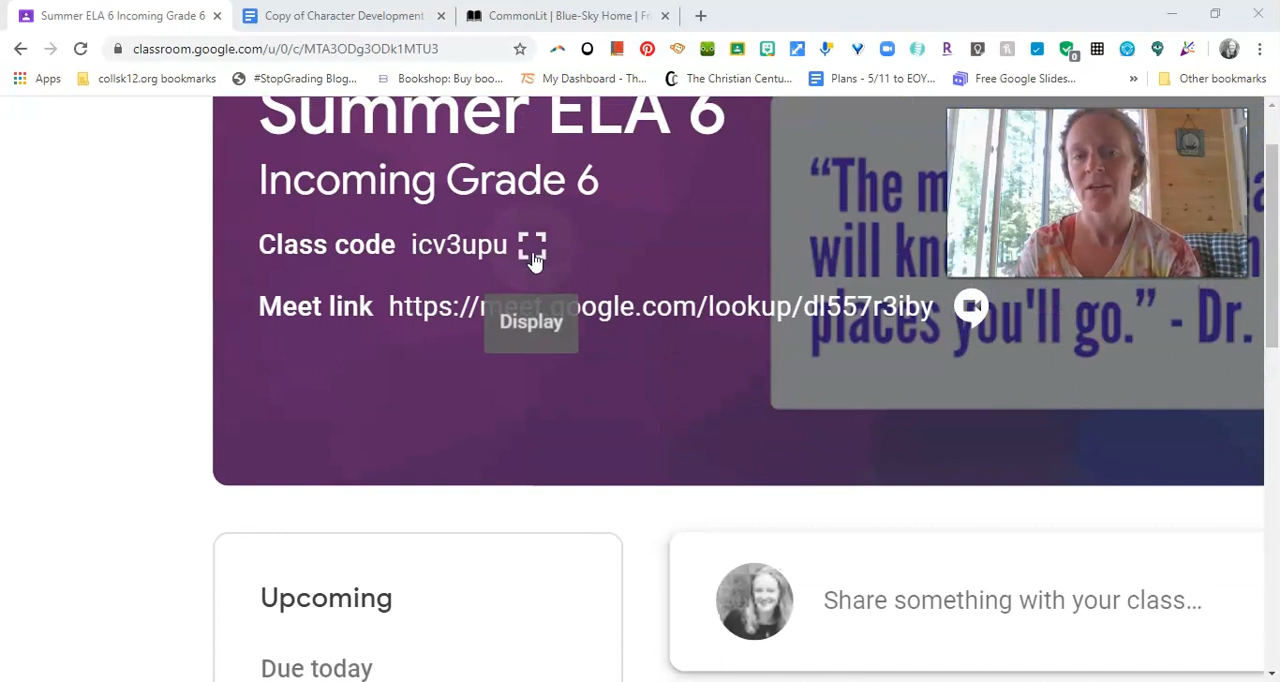 Summer ELA 6 Incoming Grade 6
Copy of Character Development
CommonLit | Blue-Sky Home | Fr
classroom.google.com/u/0/c/MTA3ODg3ODk1MTU3
0
Apps
collsk12.org bookmarks
#StopGrading Blog...
Bookshop: Buy boo...
TS My Dashboard - Th...
The Christian Centu...
Plans - 5/11 to EOY...
Free Google Slides...
»
Other bookmarks
Summer ELA 6
Incoming Grade 6
Class code icv3upu
Meet link https://meet.google.com/lookup/dl557r3iby
Display
“The m
will kn
places you'll go.” - Dr.
Upcoming
Due today
Share something with your class...